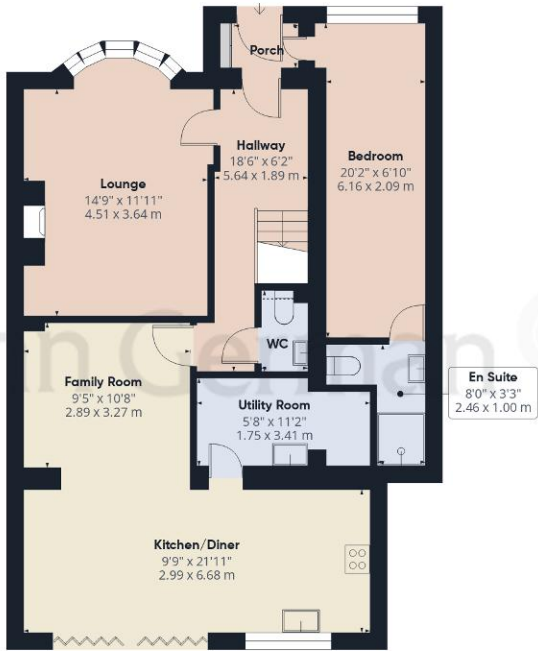 Porch
Hallway
18'6" x 6'2"
5.64 x 1.89 m
Bedroom
20'2" x 6'10"
6.16 x 2.09 m
Lounge
14'9" x 11'11"
4.51 x 3.64 m
WC
Family Room
9'5" x 10'8"
2.89 x 3.27 m
Utility Room
5'8" x 11'2"
1.75 x 3.41 m
En Suite
8'0" x 3'3"
2.46 x 1.00 m
Kitchen/Diner
9'9" x 21'11"
2.99 x 6.68 m
German